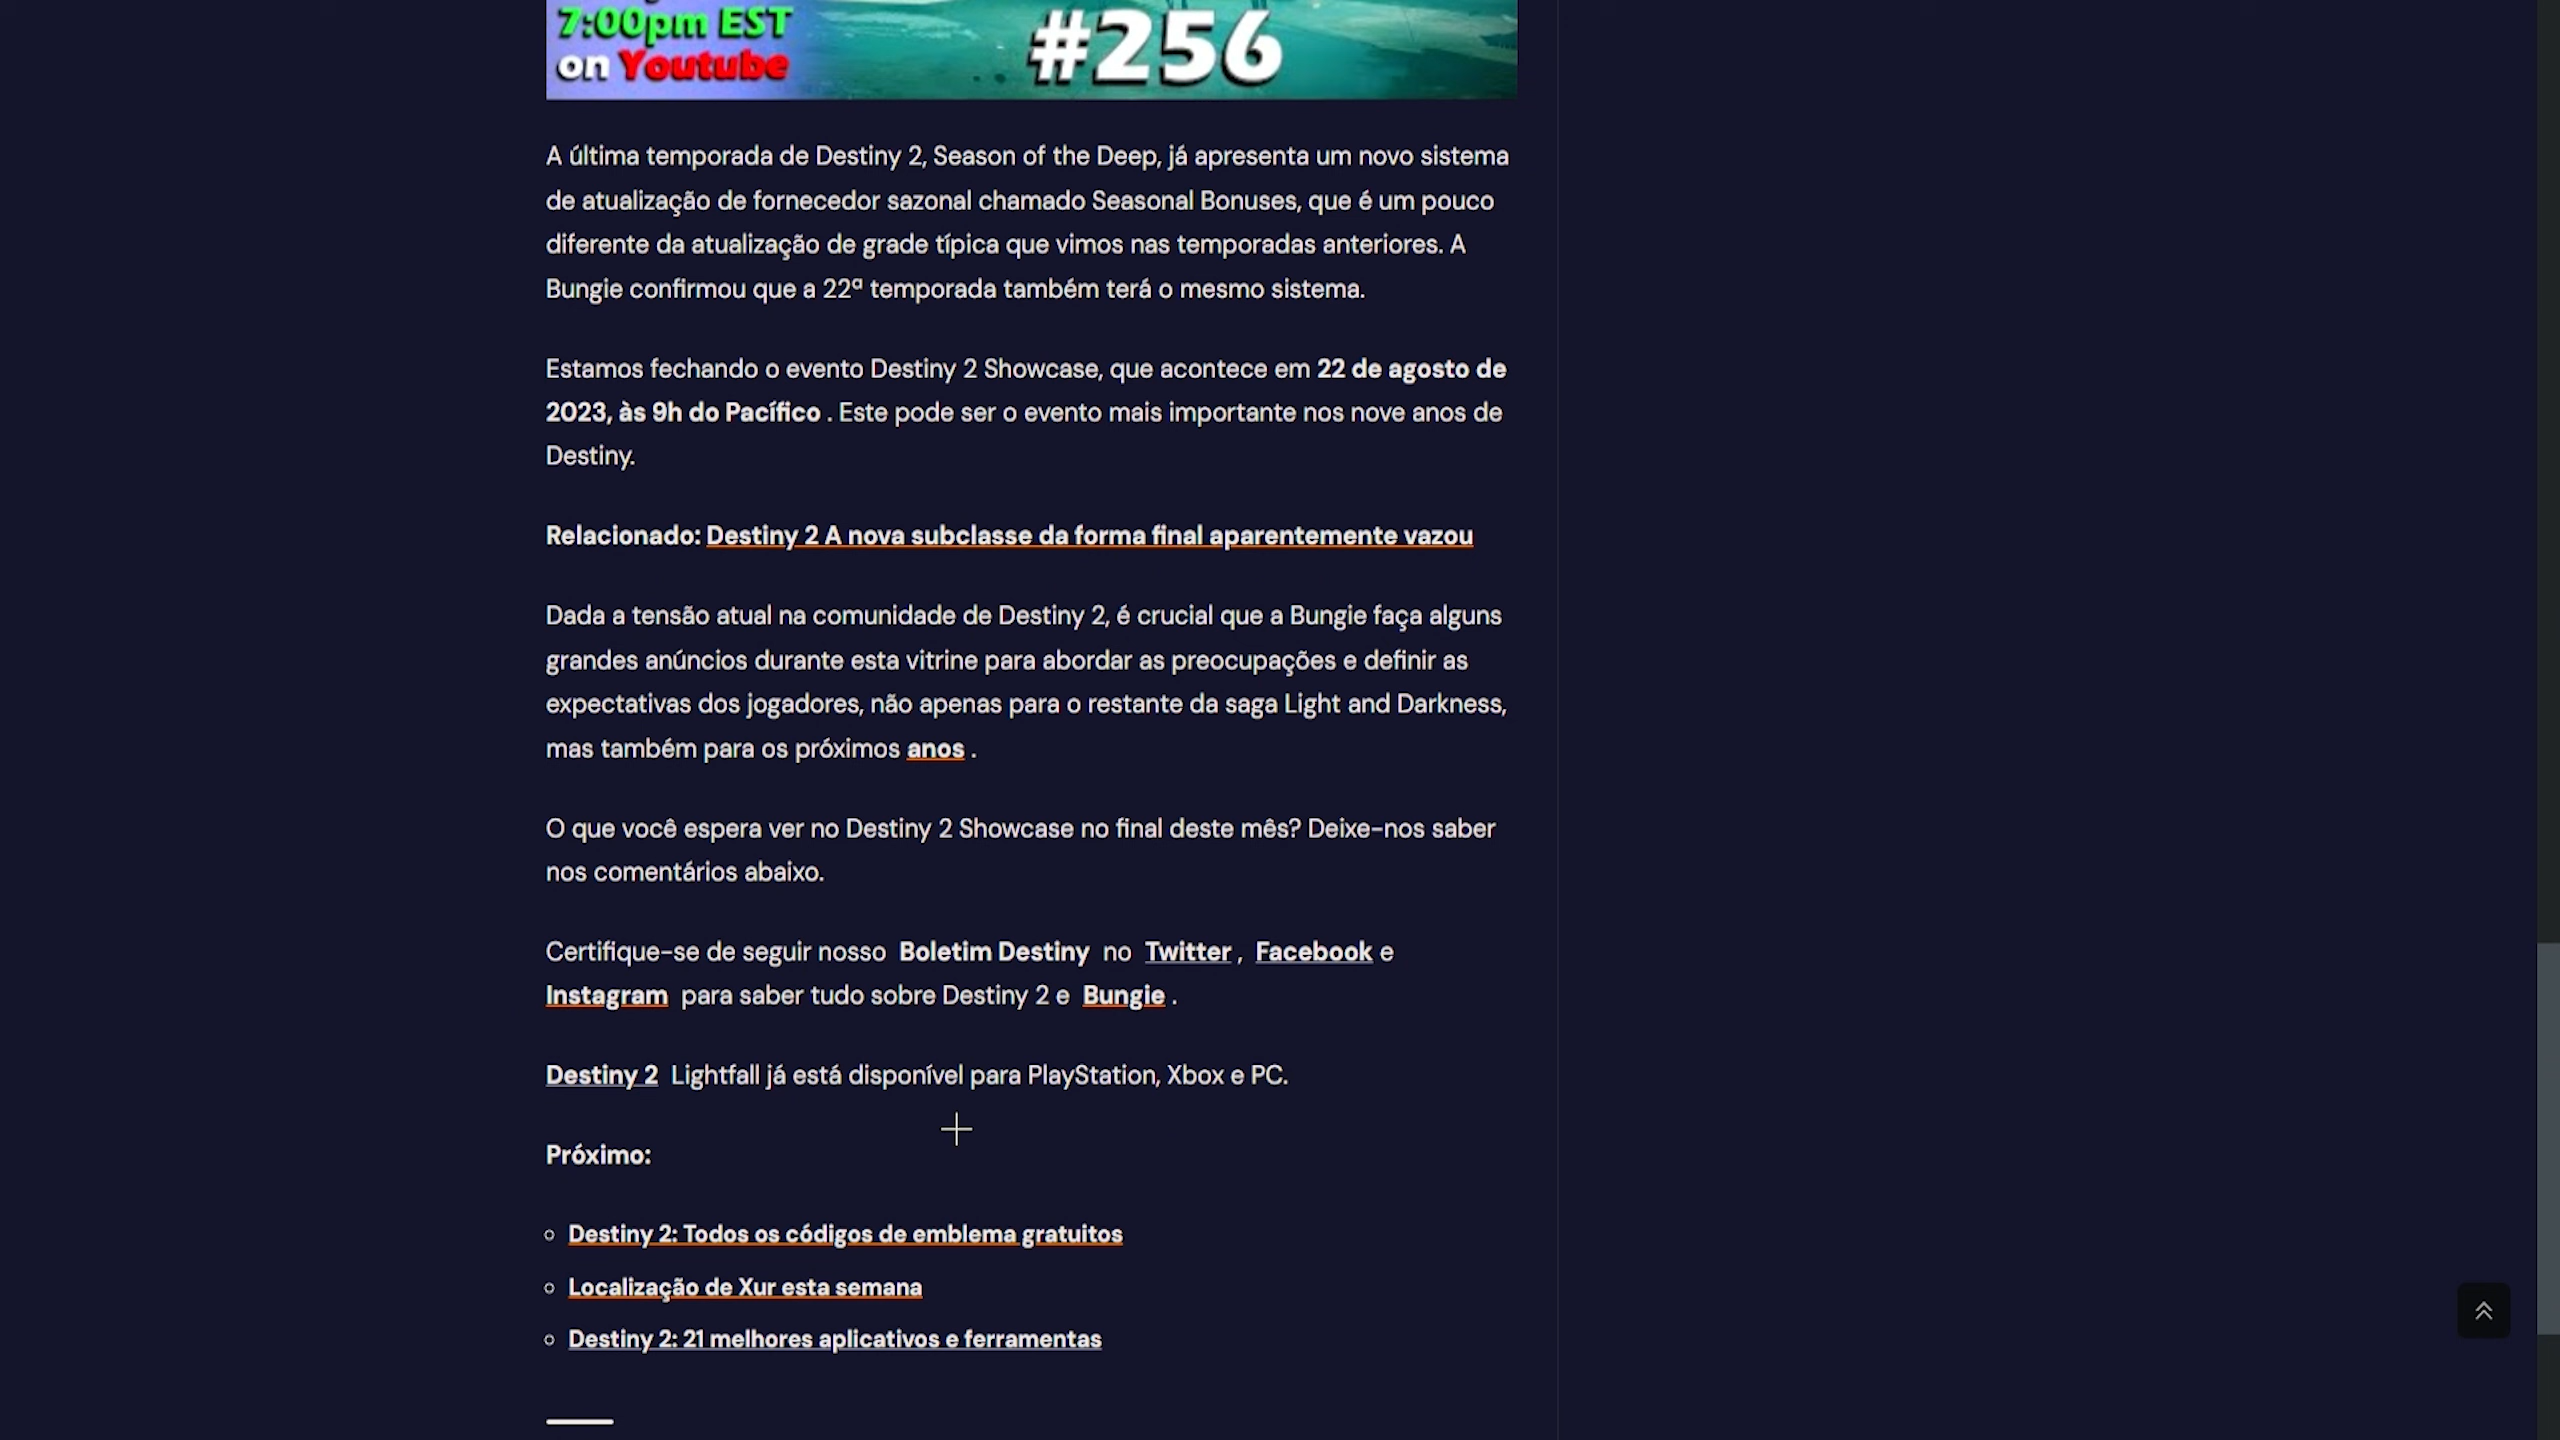 7:00pm EST
on Youtube
#256
A última temporada de Destiny 2, Season of the Deep, já apresenta um novo sistema
de atualização de fornecedor sazonal chamado Seasonal Bonuses, que é um pouco
diferente da atualização de grade típica que vimos nas temporadas anteriores. A
Bungie confirmou que a 22ª temporada também terá o mesmo sistema.
Estamos fechando o evento Destiny 2 Showcase, que acontece em 22 de agosto de
2023, às 9h do Pacífico . Este pode ser o evento mais importante nos nove anos de
Destiny.
Relacionado: Destiny 2 A nova subclasse da forma final aparentemente vazou
Dada a tensão atual na comunidade de Destiny 2, é crucial que a Bungie faça alguns
grandes anúncios durante esta vitrine para abordar as preocupações e definir as
expectativas dos jogadores, não apenas para o restante da saga Light and Darkness,
mas também para os próximos anos .
O que você espera ver no Destiny 2 Showcase no final deste mês? Deixe-nos saber
nos comentários abaixo.
Certifique-se de seguir nosso Boletim Destiny no Twitter , Facebook e
Instagram para saber tudo sobre Destiny 2 e Bungie .
Destiny 2 Lightfall já está disponível para PlayStation, Xbox e PC.
Próximo:
Destiny 2: Todos os códigos de emblema gratuitos
Localização de Xur esta semana
Destiny 2: 21 melhores aplicativos e ferramentas